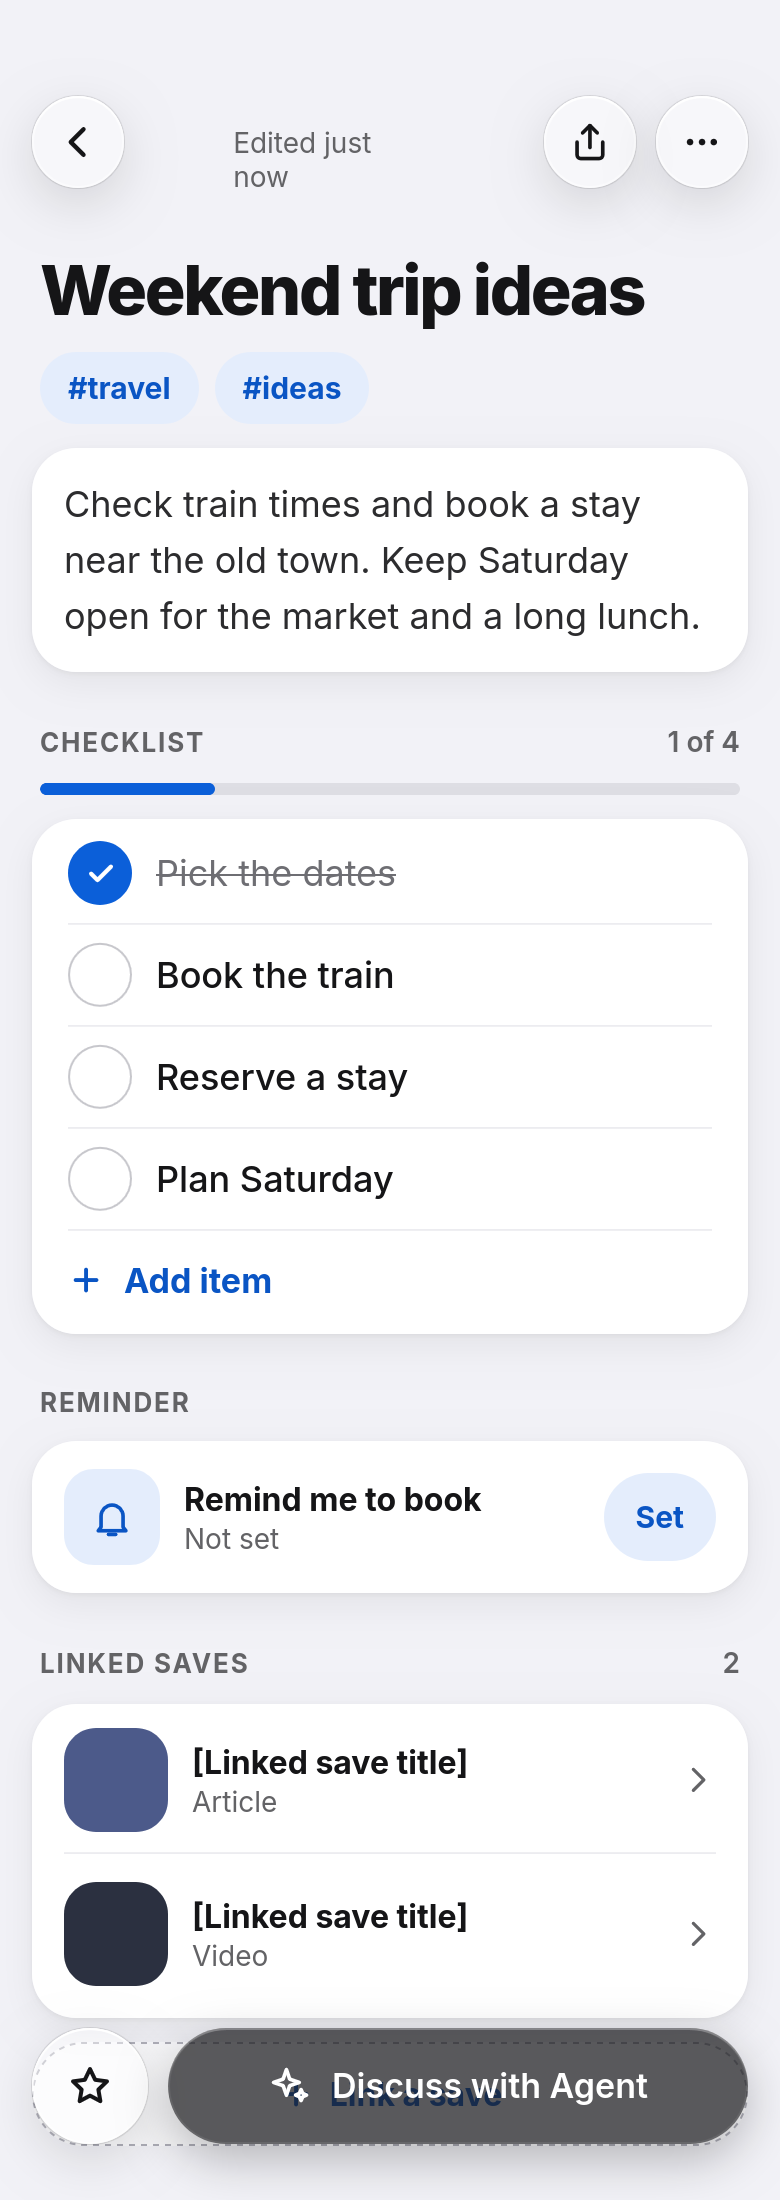 Edited just
now
Weekend trip ideas
#travel
#ideas
Check train times and book a stay
near the old town. Keep Saturday
open for the market and a long lunch.
CHECKLIST
1 of 4
Pick the dates
Book the train
Reserve a stay
Plan Saturday
Add item
REMINDER
Remind me to book
Not set
Set
LINKED SAVES
2
[Linked save title]
Article
[Linked save title]
Video
Discuss with Agent
Link a save